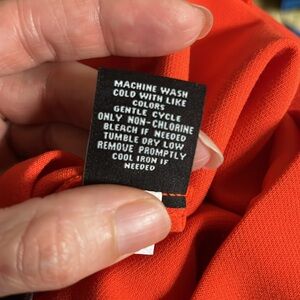 MACHINE WASH
COLD WITH LIKE
COLORS
GENTLE CYCLE
ONLY NON-CHLORINE
BLEACH IF NEEDED
TUMBLE DRY LOW
REMOVE PROMPTLY
COOL IRON IF
NEEDED